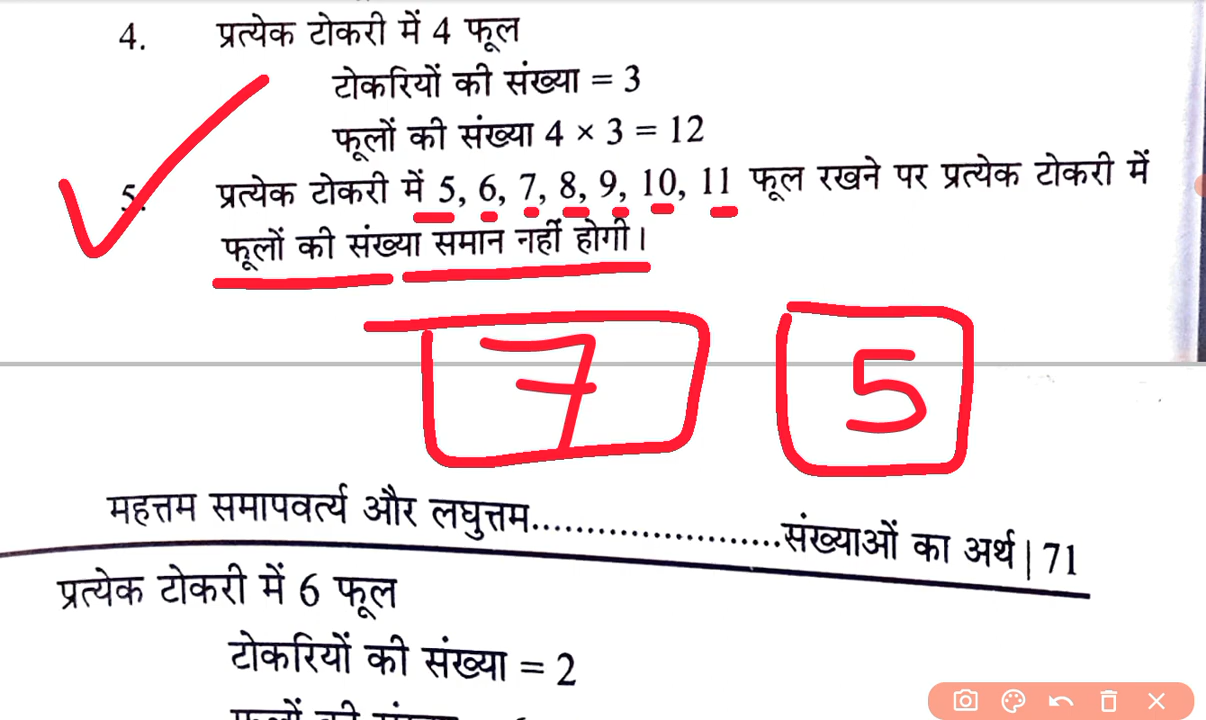 4. प्रत्येक टोकरी में 4 फूल
टोकरियों की संख्या = 3
फूलों की संख्या 4 × 3 = 12
5. प्रत्येक टोकरी में 5, 6, 7, 8, 9, 10, 11 फूल रखने पर प्रत्येक टोकरी में
फूलों की संख्या समान नहीं होगी।
7 5
महत्तम समापवर्त्य और लघुत्तम.......................संख्याओं का अर्थ | 71
प्रत्येक टोकरी में 6 फूल
टोकरियों की संख्या = 2